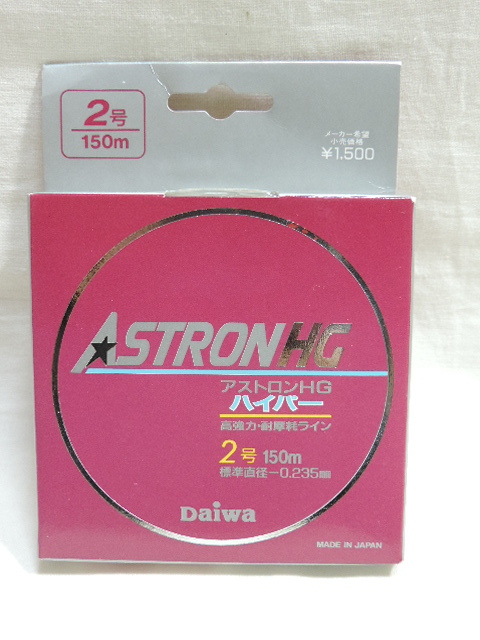 2号
150m
メーカー希望
小売価格
¥1,500
ASTRON HG
アストロンHG
ハイパー
高強力・耐摩耗ライン
2号 150m
標準直径－0.235mm
Daiwa
MADE IN JAPAN